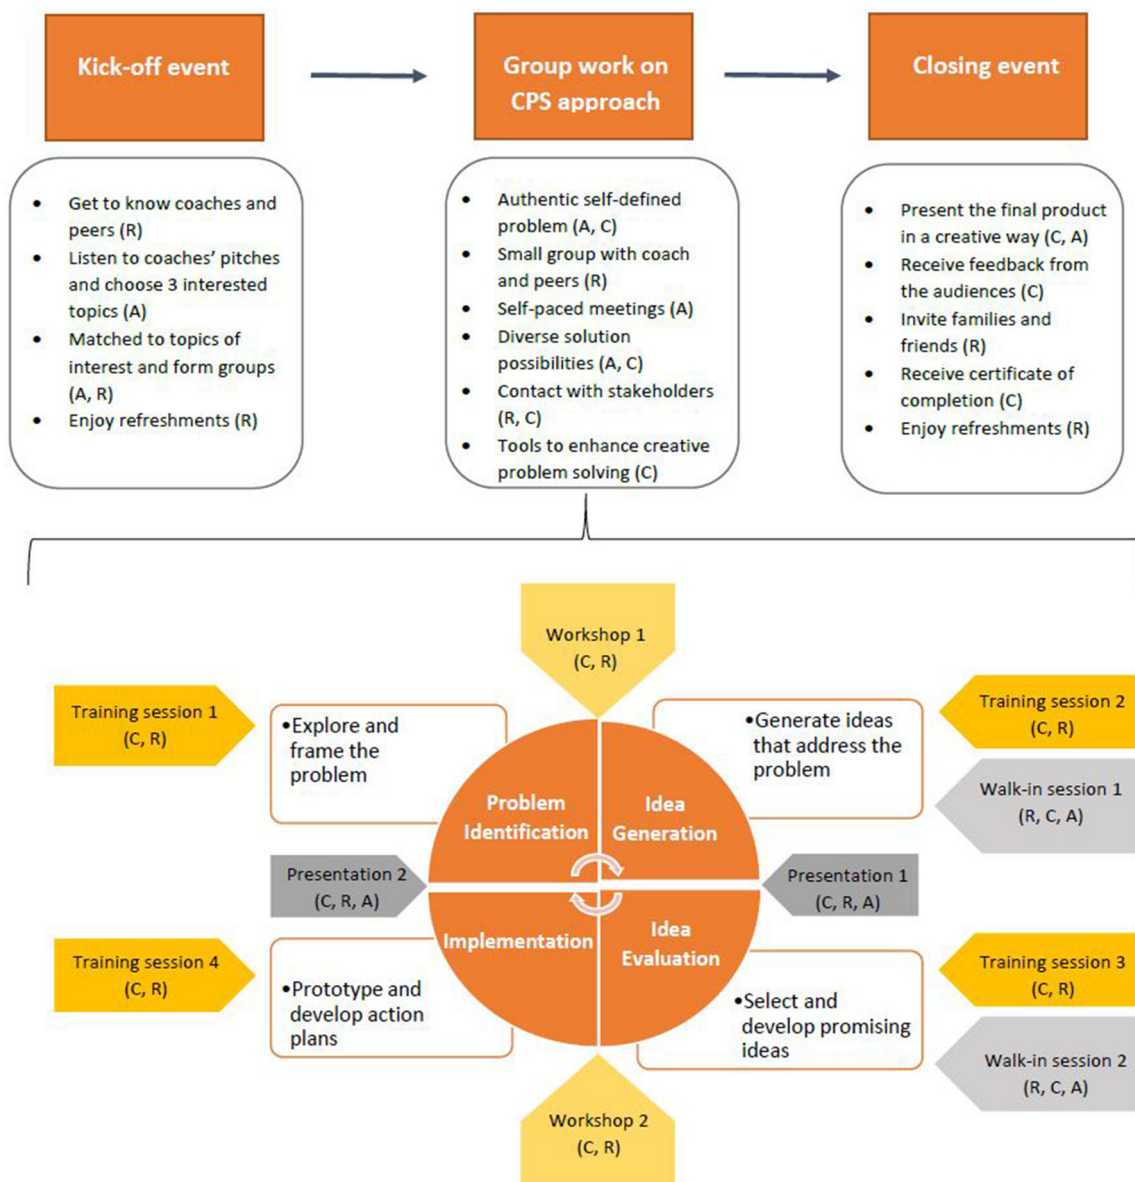 Kick-off event
Group work on
CPS approach
Closing event
• Get to know coaches and
peers (R)
• Listen to coaches’ pitches
and choose 3 interested
topics (A)
• Matched to topics of
interest and form groups
(A, R)
• Enjoy refreshments (R)
• Authentic self-defined
problem (A, C)
• Small group with coach
and peers (R)
• Self-paced meetings (A)
• Diverse solution
possibilities (A, C)
• Contact with stakeholders
(R, C)
• Tools to enhance creative
problem solving (C)
• Present the final product
in a creative way (C, A)
• Receive feedback from
the audiences (C)
• Invite families and
friends (R)
• Receive certificate of
completion (C)
• Enjoy refreshments (R)
Workshop 1
(C, R)
Training session 1
(C, R)
•Explore and
frame the
problem
•Generate ideas
that address the
problem
Training session 2
(C, R)
Walk-in session 1
(R, C, A)
Problem
Identification
Idea
Generation
Presentation 2
(C, R, A)
Presentation 1
(C, R, A)
Implementation
Idea
Evaluation
Training session 4
(C, R)
•Prototype and
develop action
plans
•Select and
develop promising
ideas
Training session 3
(C, R)
Walk-in session 2
(R, C, A)
Workshop 2
(C, R)